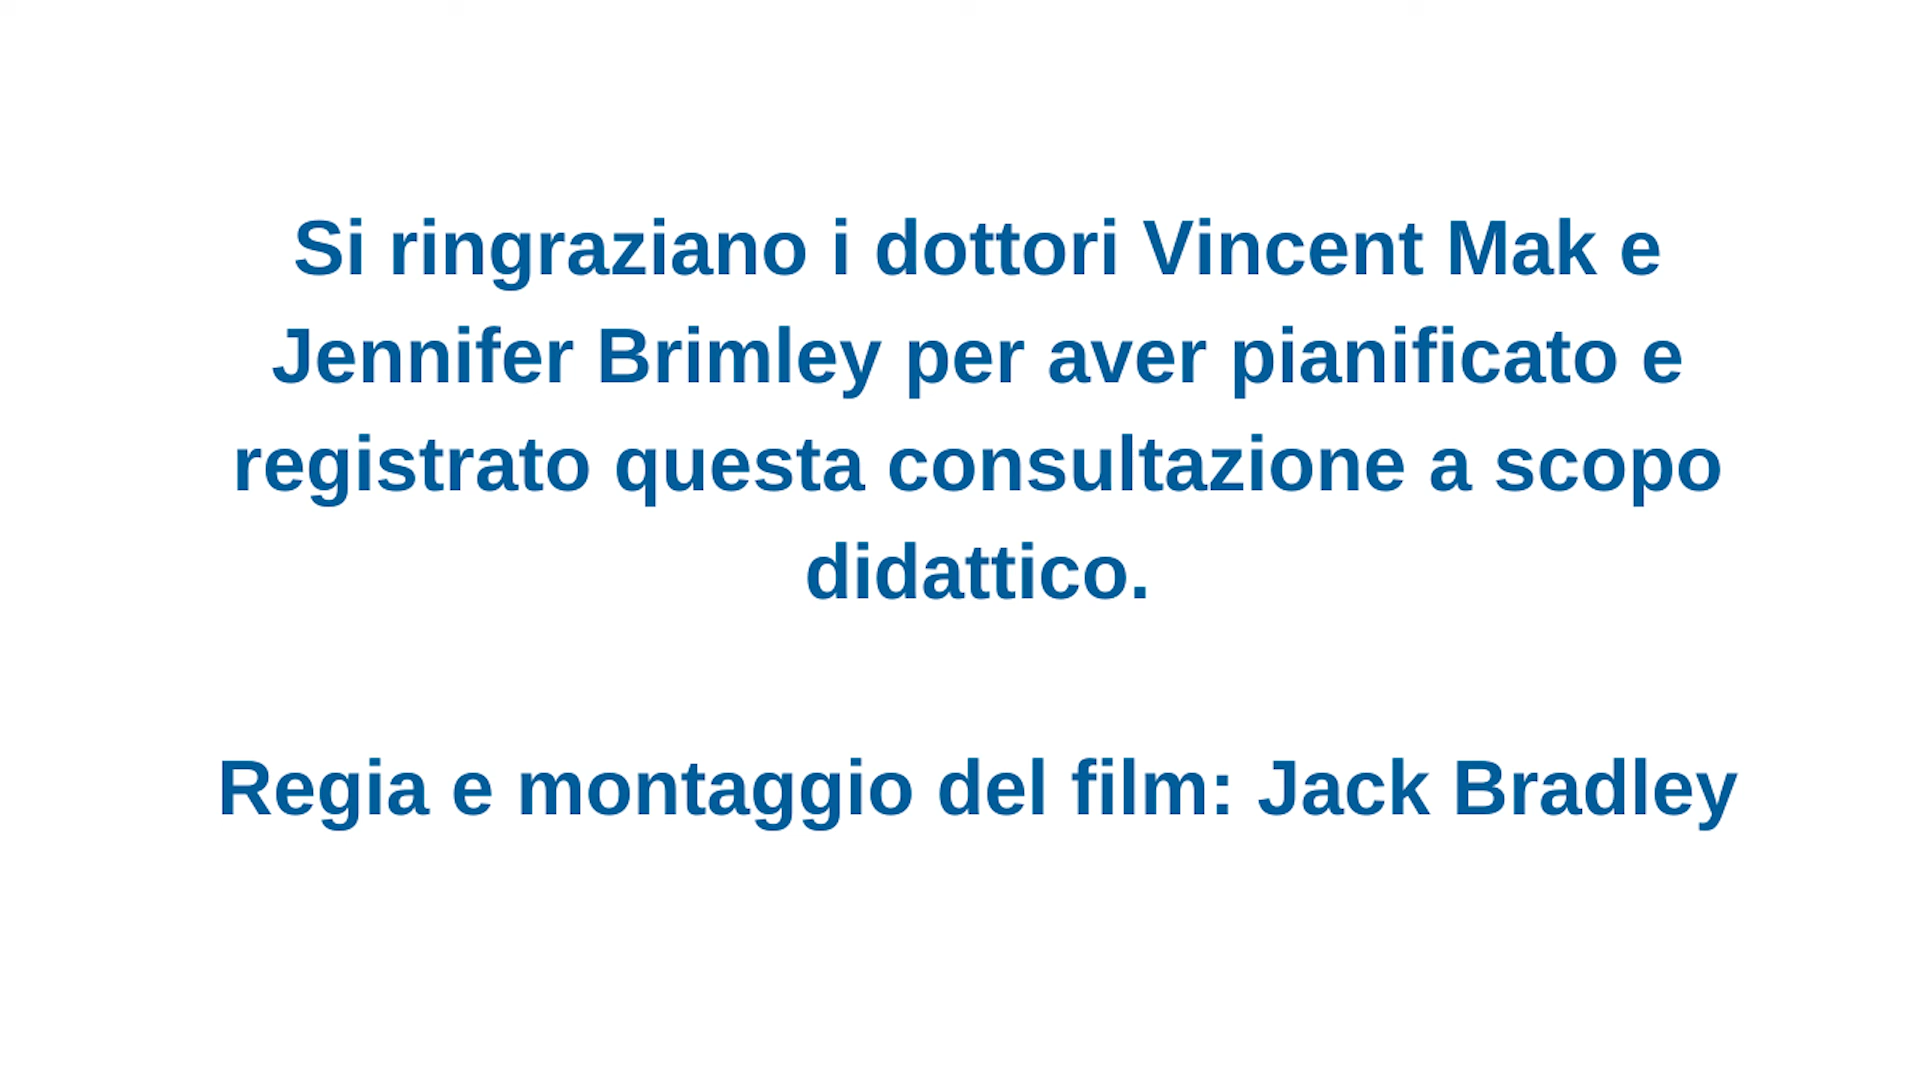 Si ringraziano i dottori Vincent Mak e
Jennifer Brimley per aver pianificato e
registrato questa consultazione a scopo
didattico.
Regia e montaggio del film: Jack Bradley